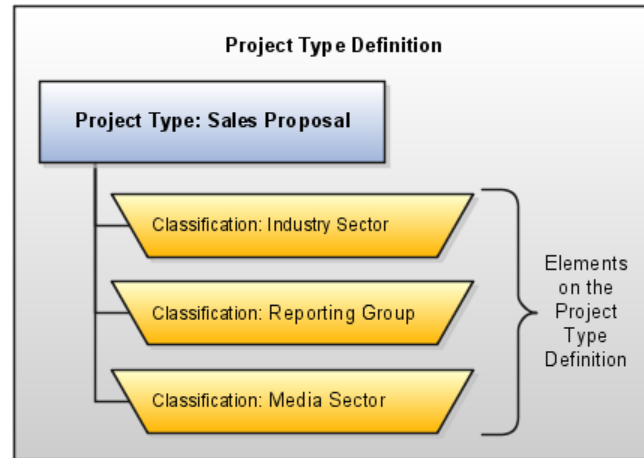 Project Type Definition
Project Type: Sales Proposal
Classification: Industry Sector
Classification: Reporting Group
Classification: Media Sector
Elements
on the
Project
Type
Definition